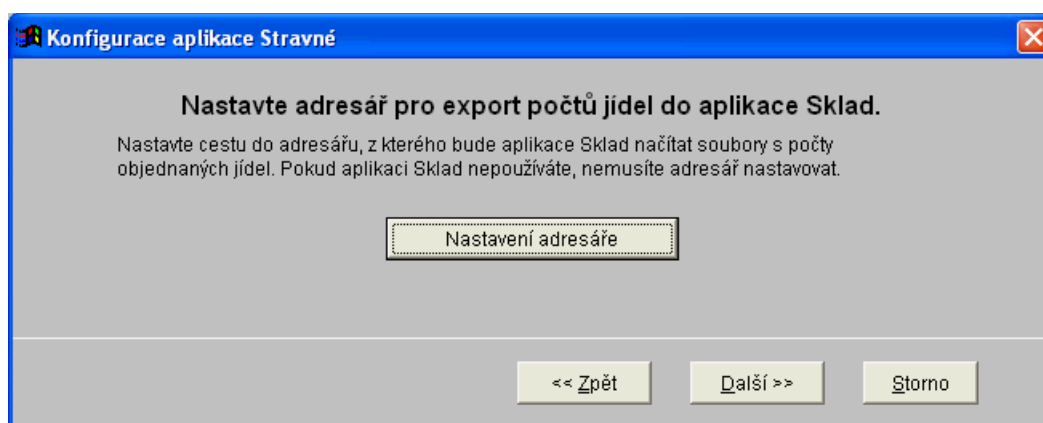 Konfigurace aplikace Stravné
Nastavte adresář pro export počtů jídel do aplikace Sklad.
Nastavte cestu do adresářu, z kterého bude aplikace Sklad načítat soubory s počty
objednaných jídel. Pokud aplikaci Sklad nepoužíváte, nemusíte adresář nastavovat.
Nastavení adresáře
<< Zpět
Další >>
Storno